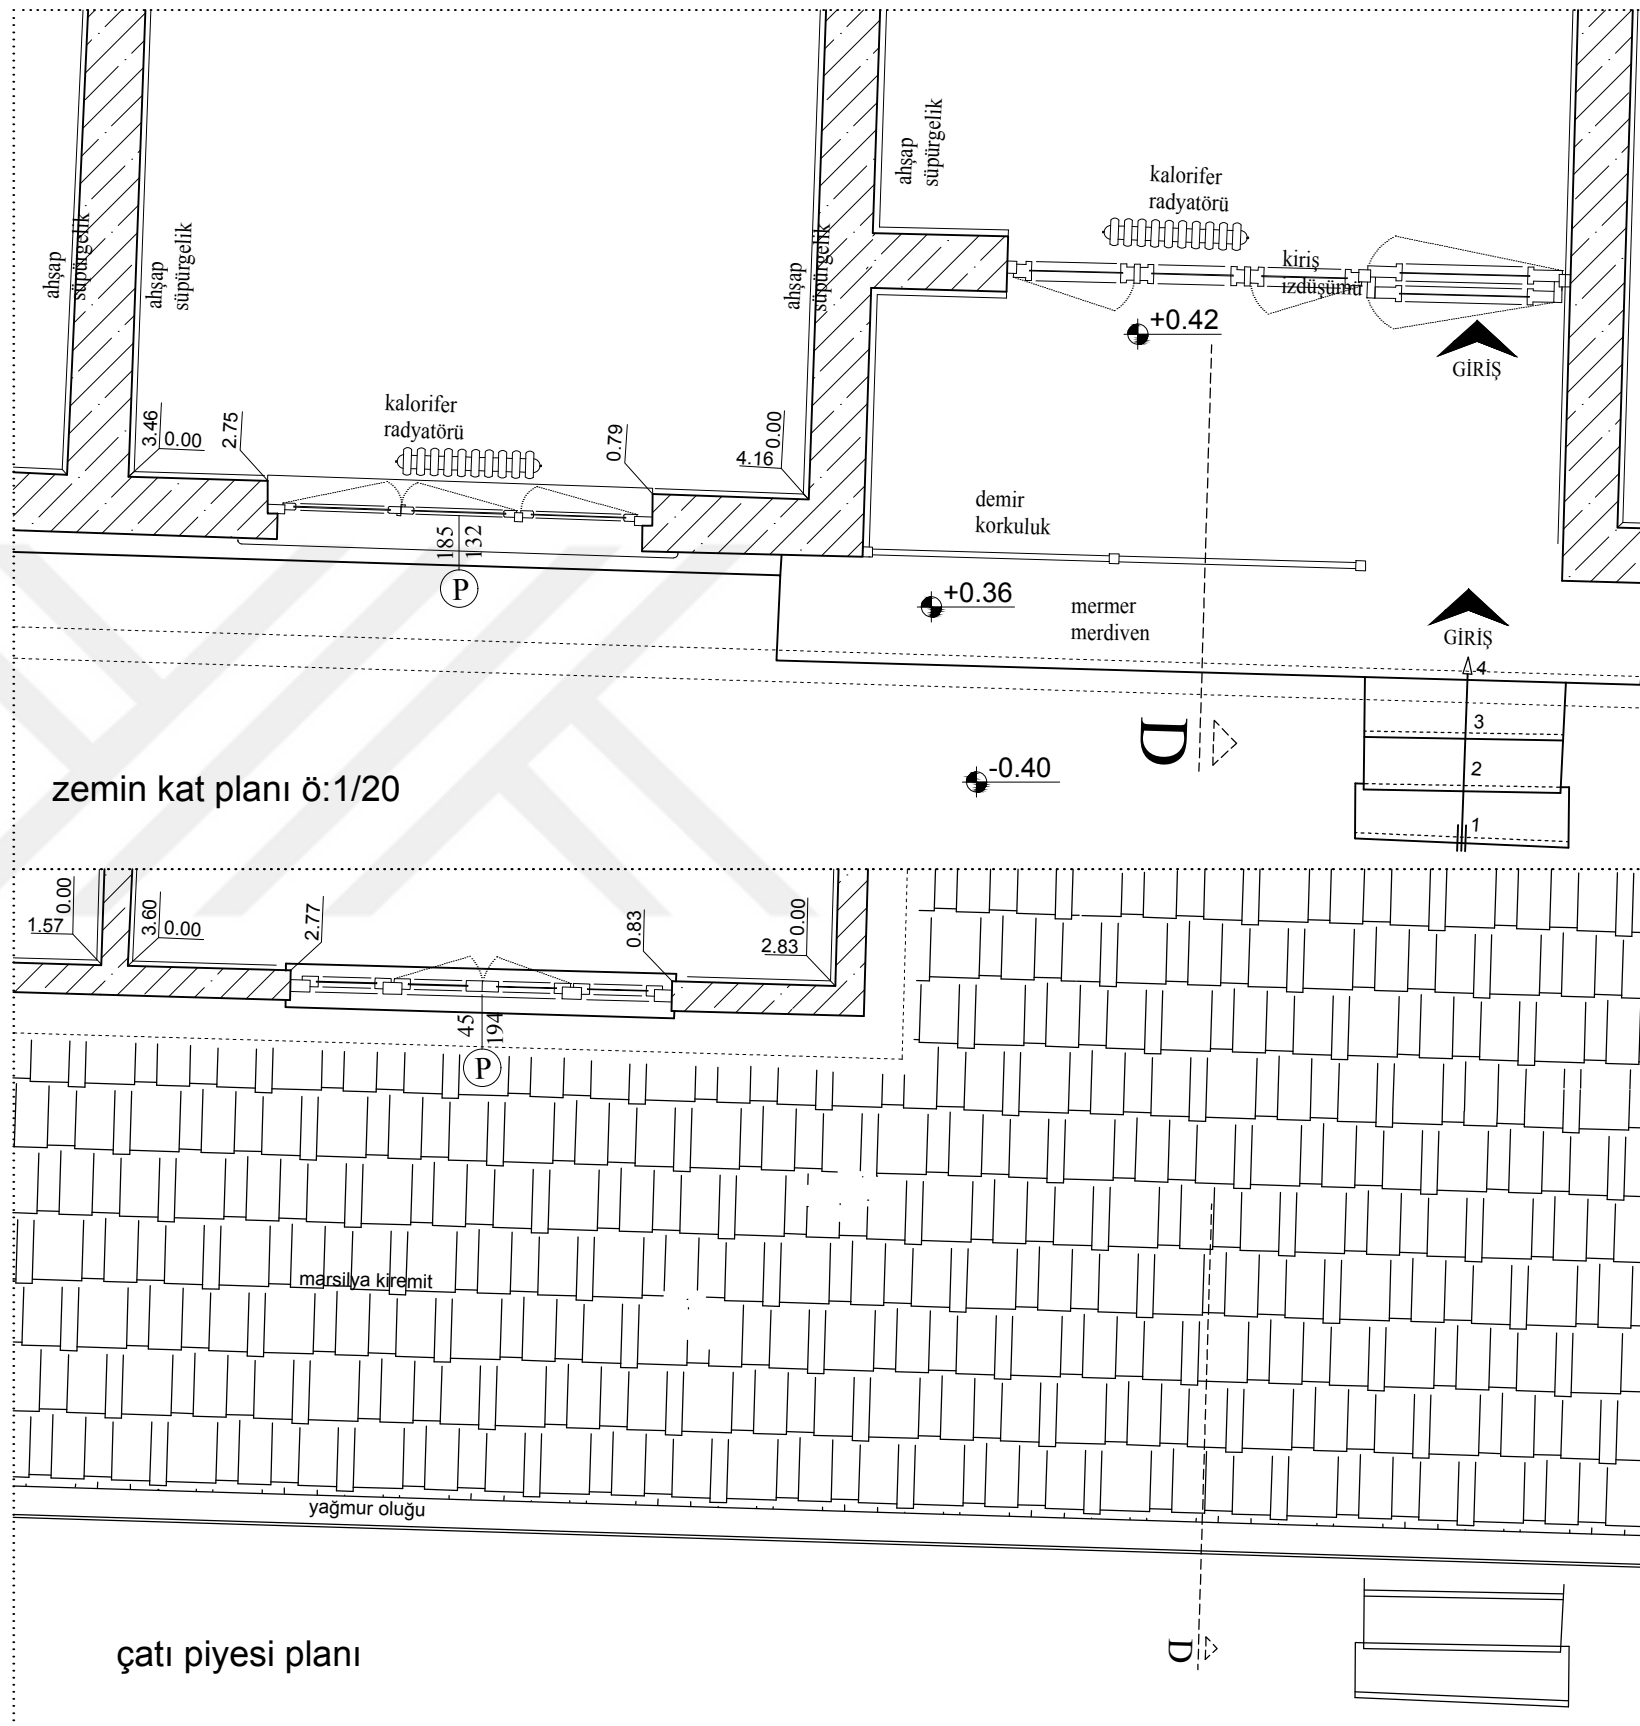 ahşap
süpürgelik
kalorifer
radyatörü
ahşap
süpürgelik
ahşap
süpürgelik
ahşap
süpürgelik
kiriş
izdüşümü
+0.42
GİRİŞ
kalorifer
radyatörü
3.46
0.00
2.75
0.79
4.16
0.00
demir
korkuluk
185
132
P
+0.36
mermer
merdiven
GİRİŞ
4
3
2
1
D
-0.40
zemin kat planı ö:1/20
1.57
0.00
3.60
0.00
2.77
0.83
2.83
0.00
45
194
P
marsilya kiremit
yağmur oluğu
D
çatı piyesi planı